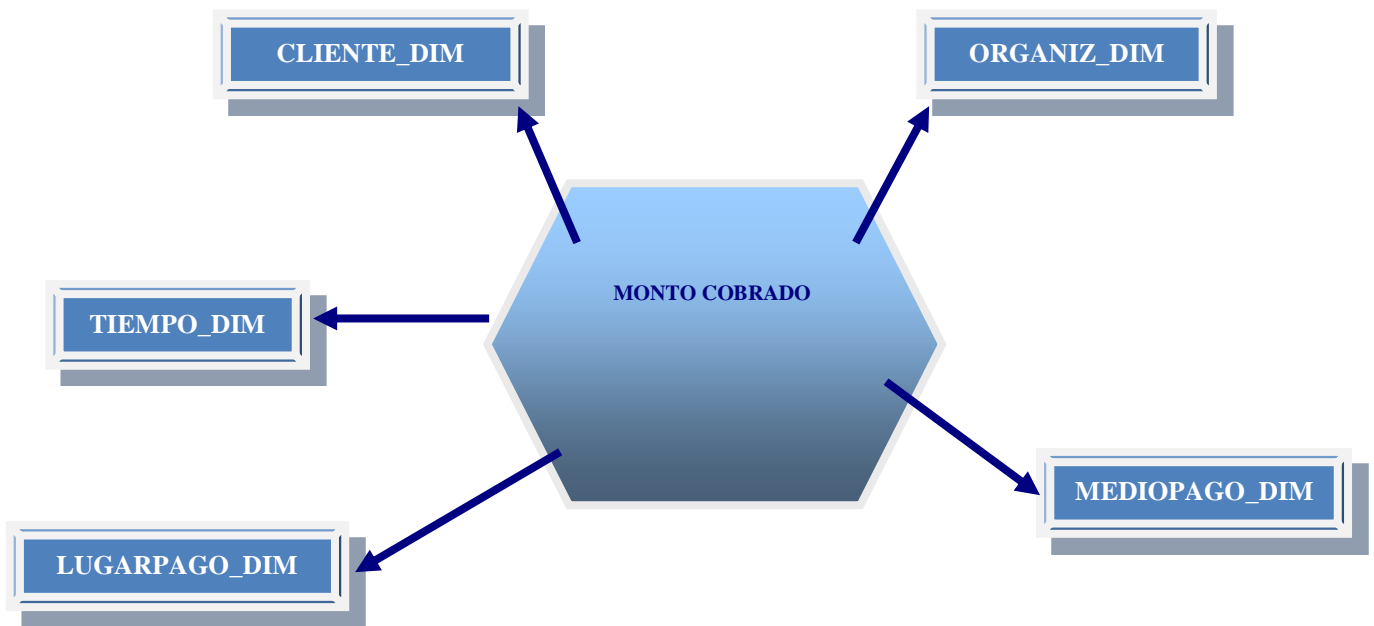 CLIENTE_DIM
ORGANIZ_DIM
MONTO COBRADO
TIEMPO_DIM
MEDIOPAGO_DIM
LUGARPAGO_DIM